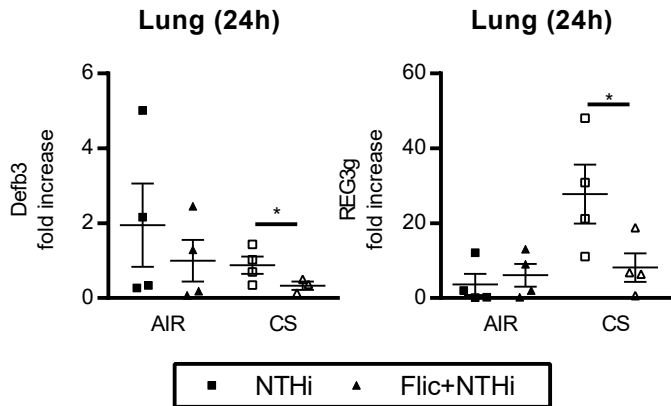 Lung (24h)
Defb3
fold increase
6
4
2
0
*
AIR
CS
Lung (24h)
REG3g
fold increase
60
40
20
0
*
AIR
CS
NTHi
Flic+NTHi